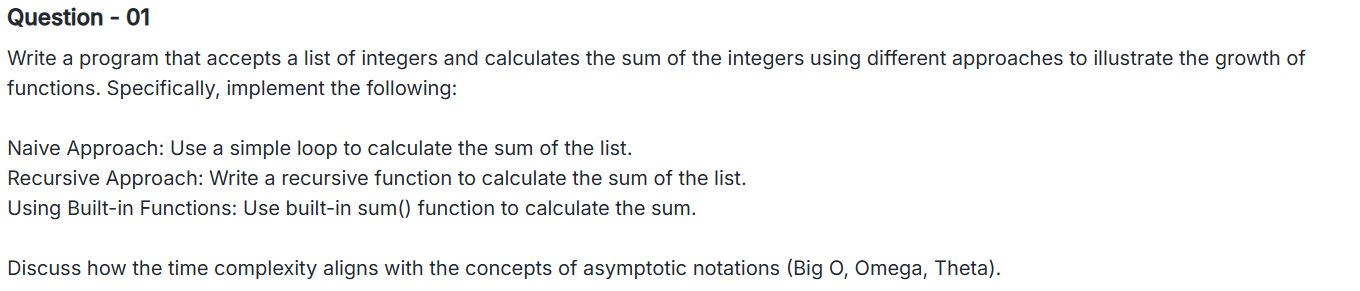 Question - 01
Write a program that accepts a list of integers and calculates the sum of the integers using different approaches to illustrate the growth of
functions. Specifically, implement the following:
Naive Approach: Use a simple loop to calculate the sum of the list.
Recursive Approach: Write a recursive function to calculate the sum of the list.
Using Built-in Functions: Use built-in sum() function to calculate the sum.
Discuss how the time complexity aligns with the concepts of asymptotic notations (Big O, Omega, Theta).